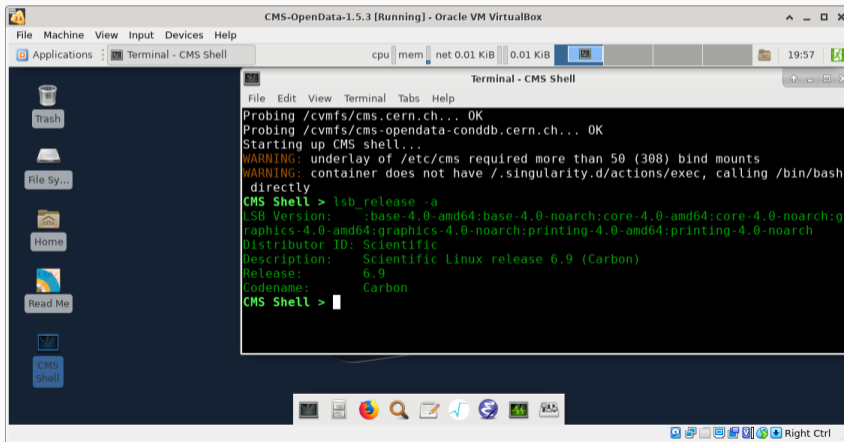 CMS-OpenData-1.5.3 [Running] - Oracle VM VirtualBox
File Machine View Input Devices Help
Applications Terminal - CMS Shell cpu mem net 0.01 KiB 0.01 KiB 19:57
Trash
File Sy...
Home
Read Me
CMS
Shell
Terminal - CMS Shell
File Edit View Terminal Tabs Help
Probing /cvmfs/cms.cern.ch... OK
Probing /cvmfs/cms-opendata-conddb.cern.ch... OK
Starting up CMS shell...
WARNING: underlay of /etc/cms required more than 50 (308) bind mounts
WARNING: container does not have /.singularity.d/actions/exec, calling /bin/bash
directly
CMS Shell > lsb_release -a
LSB Version: :base-4.0-amd64:base-4.0-noarch:core-4.0-amd64:core-4.0-noarch:g
raphics-4.0-amd64:graphics-4.0-noarch:printing-4.0-amd64:printing-4.0-noarch
Distributor ID: Scientific
Description: Scientific Linux release 6.9 (Carbon)
Release: 6.9
Codename: Carbon
CMS Shell >
Right Ctrl